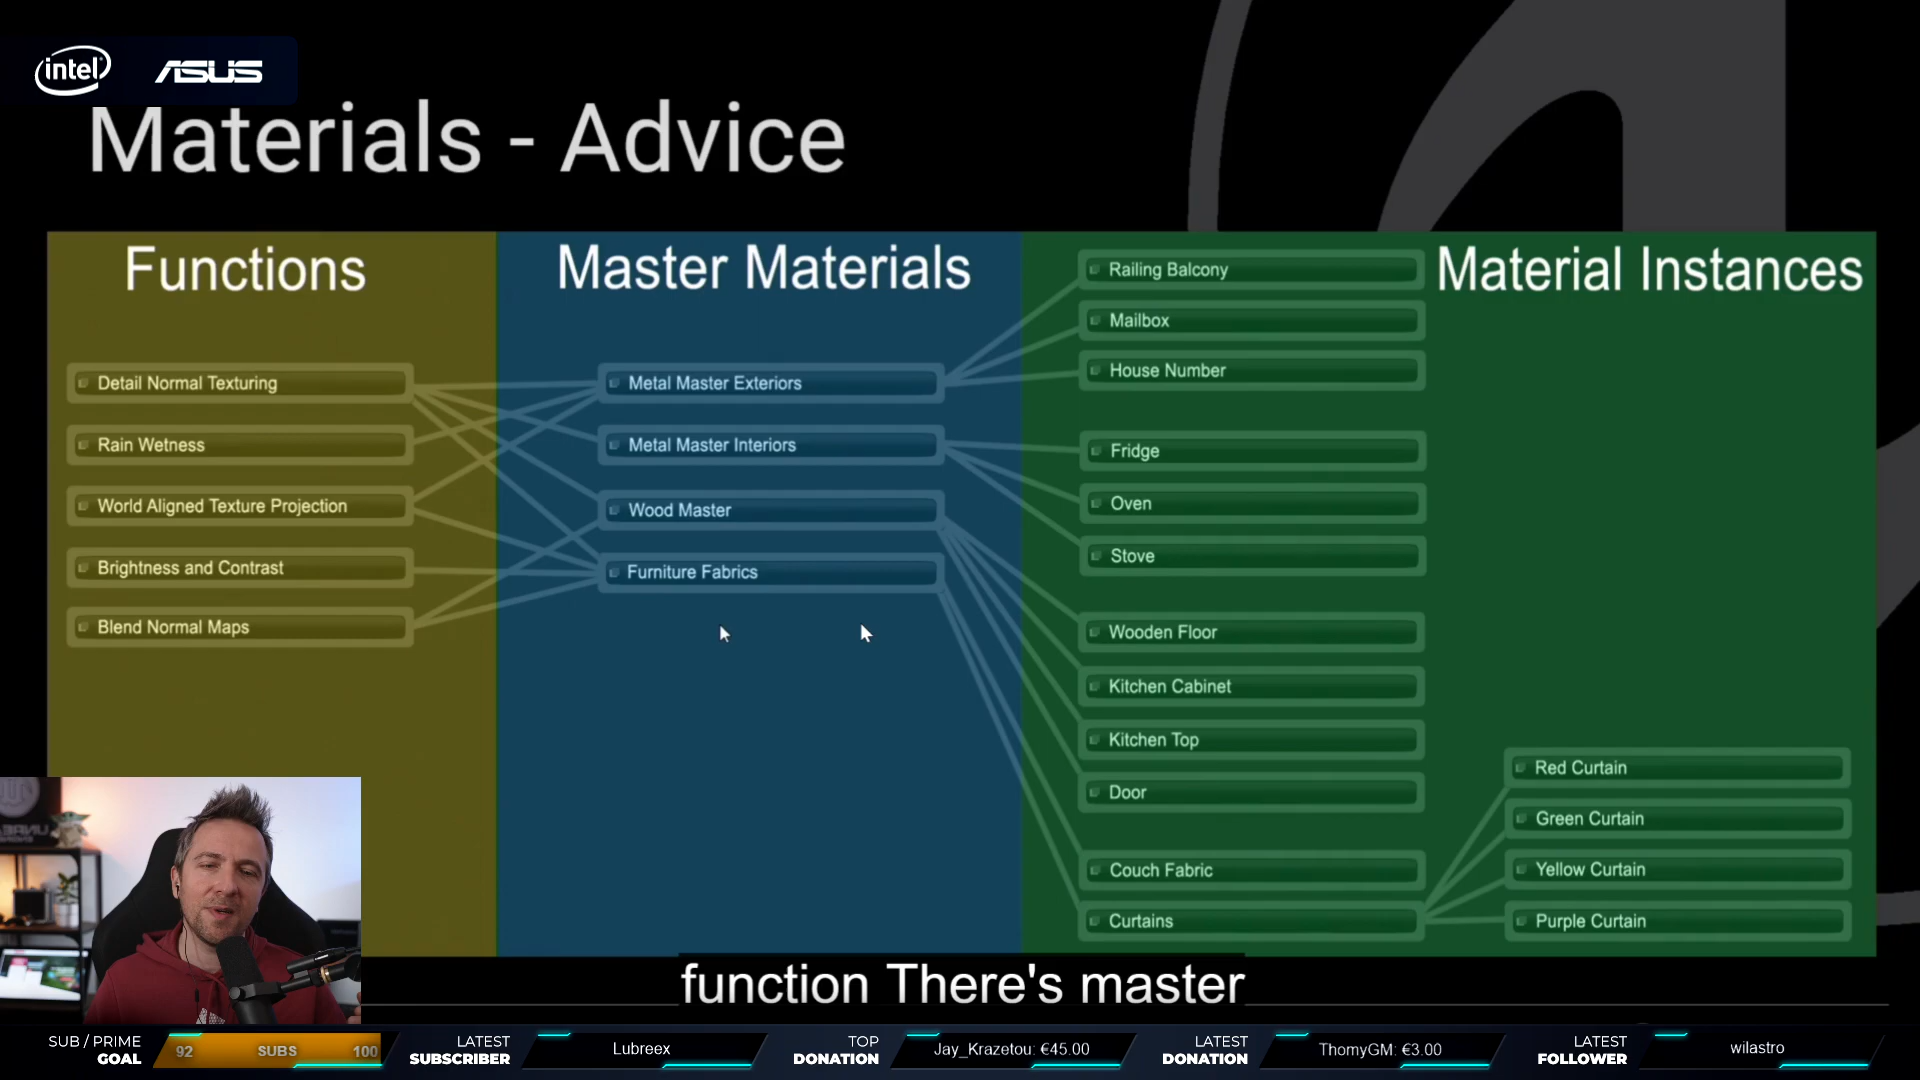 intel
ASUS
Materials - Advice
Functions
Detail Normal Texturing
Rain Wetness
World Aligned Texture Projection
Brightness and Contrast
Blend Normal Maps
Master Materials
Metal Master Exteriors
Metal Master Interiors
Wood Master
Furniture Fabrics
Material Instances
Railing Balcony
Mailbox
House Number
Fridge
Oven
Stove
Wooden Floor
Kitchen Cabinet
Kitchen Top
Door
Couch Fabric
Curtains
Red Curtain
Green Curtain
Yellow Curtain
Purple Curtain
function There's master
SUB / PRIME
GOAL
92 SUBS 100
LATEST
SUBSCRIBER
Lubreex
TOP
DONATION
Jay_Krazetou: €45.00
LATEST
DONATION
ThomyGM: €3.00
LATEST
FOLLOWER
wilastro